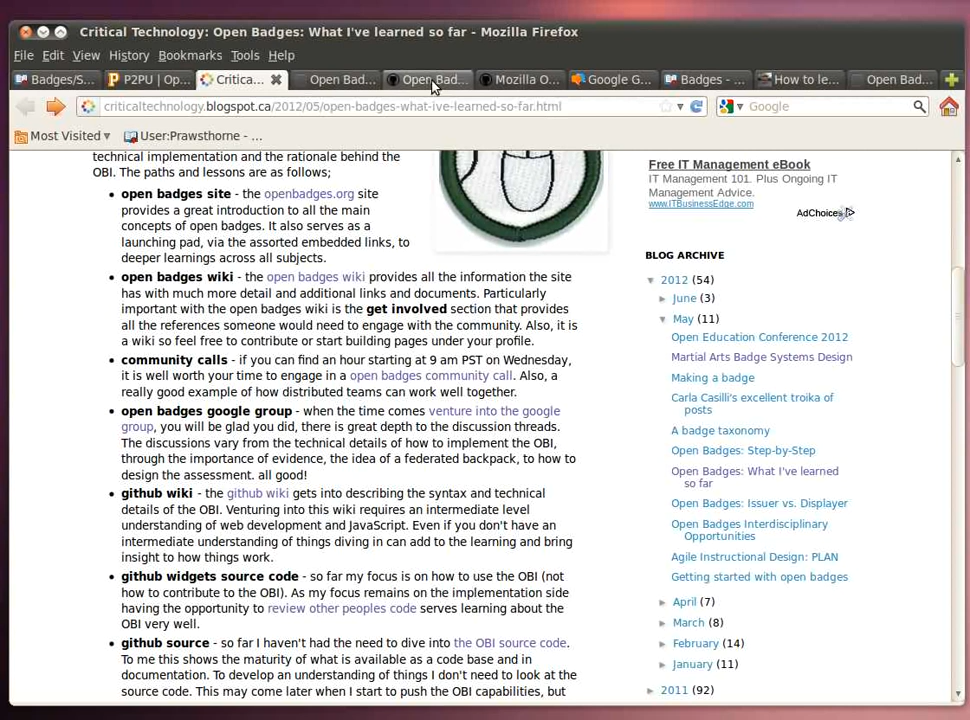 Critical Technology: Open Badges: What I've learned so far - Mozilla Firefox
File Edit View History Bookmarks Tools Help
Badges/S... P2PU | Op... Critica... Open Bad... Open Bad... Mozilla O... Google G... Badges - ... How to le... Open Bad...
criticaltechnology.blogspot.ca/2012/05/open-badges-what-ive-learned-so-far.html
Google
Most Visited User:Prawsthorne - ...
technical implementation and the rationale behind the
OBI. The paths and lessons are as follows;
• open badges site - the openbadges.org site
provides a great introduction to all the main
concepts of open badges. It also serves as a
launching pad, via the assorted embedded links, to
deeper learnings across all subjects.
• open badges wiki - the open badges wiki provides all the information the site
has with much more detail and additional links and documents. Particularly
important with the open badges wiki is the get involved section that provides
all the references someone would need to engage with the community. Also, it is
a wiki so feel free to contribute or start building pages under your profile.
• community calls - if you can find an hour starting at 9 am PST on Wednesday,
it is well worth your time to engage in a open badges community call. Also, a
really good example of how distributed teams can work well together.
• open badges google group - when the time comes venture into the google
group, you will be glad you did, there is great depth to the discussion threads.
The discussions vary from the technical details of how to implement the OBI,
through the importance of evidence, the idea of a federated backpack, to how to
design the assessment. all good!
• github wiki - the github wiki gets into describing the syntax and technical
details of the OBI. Venturing into this wiki requires an intermediate level
understanding of web development and JavaScript. Even if you don't have an
intermediate understanding of things diving in can add to the learning and bring
insight to how things work.
• github widgets source code - so far my focus is on how to use the OBI (not
how to contribute to the OBI). As my focus remains on the implementation side
having the opportunity to review other peoples code serves learning about the
OBI very well.
• github source - so far I haven't had the need to dive into the OBI source code.
To me this shows the maturity of what is available as a code base and in
documentation. To develop an understanding of things I don't need to look at the
source code. This may come later when I start to push the OBI capabilities, but
Free IT Management eBook
IT Management 101. Plus Ongoing IT
Management Advice.
www.ITBusinessEdge.com
AdChoices
BLOG ARCHIVE
▼ 2012 (54)
► June (3)
▼ May (11)
Open Education Conference 2012
Martial Arts Badge Systems Design
Making a badge
Carla Casilli's excellent troika of
posts
A badge taxonomy
Open Badges: Step-by-Step
Open Badges: What I've learned
so far
Open Badges: Issuer vs. Displayer
Open Badges Interdisciplinary
Opportunities
Agile Instructional Design: PLAN
Getting started with open badges
► April (7)
► March (8)
► February (14)
► January (11)
► 2011 (92)